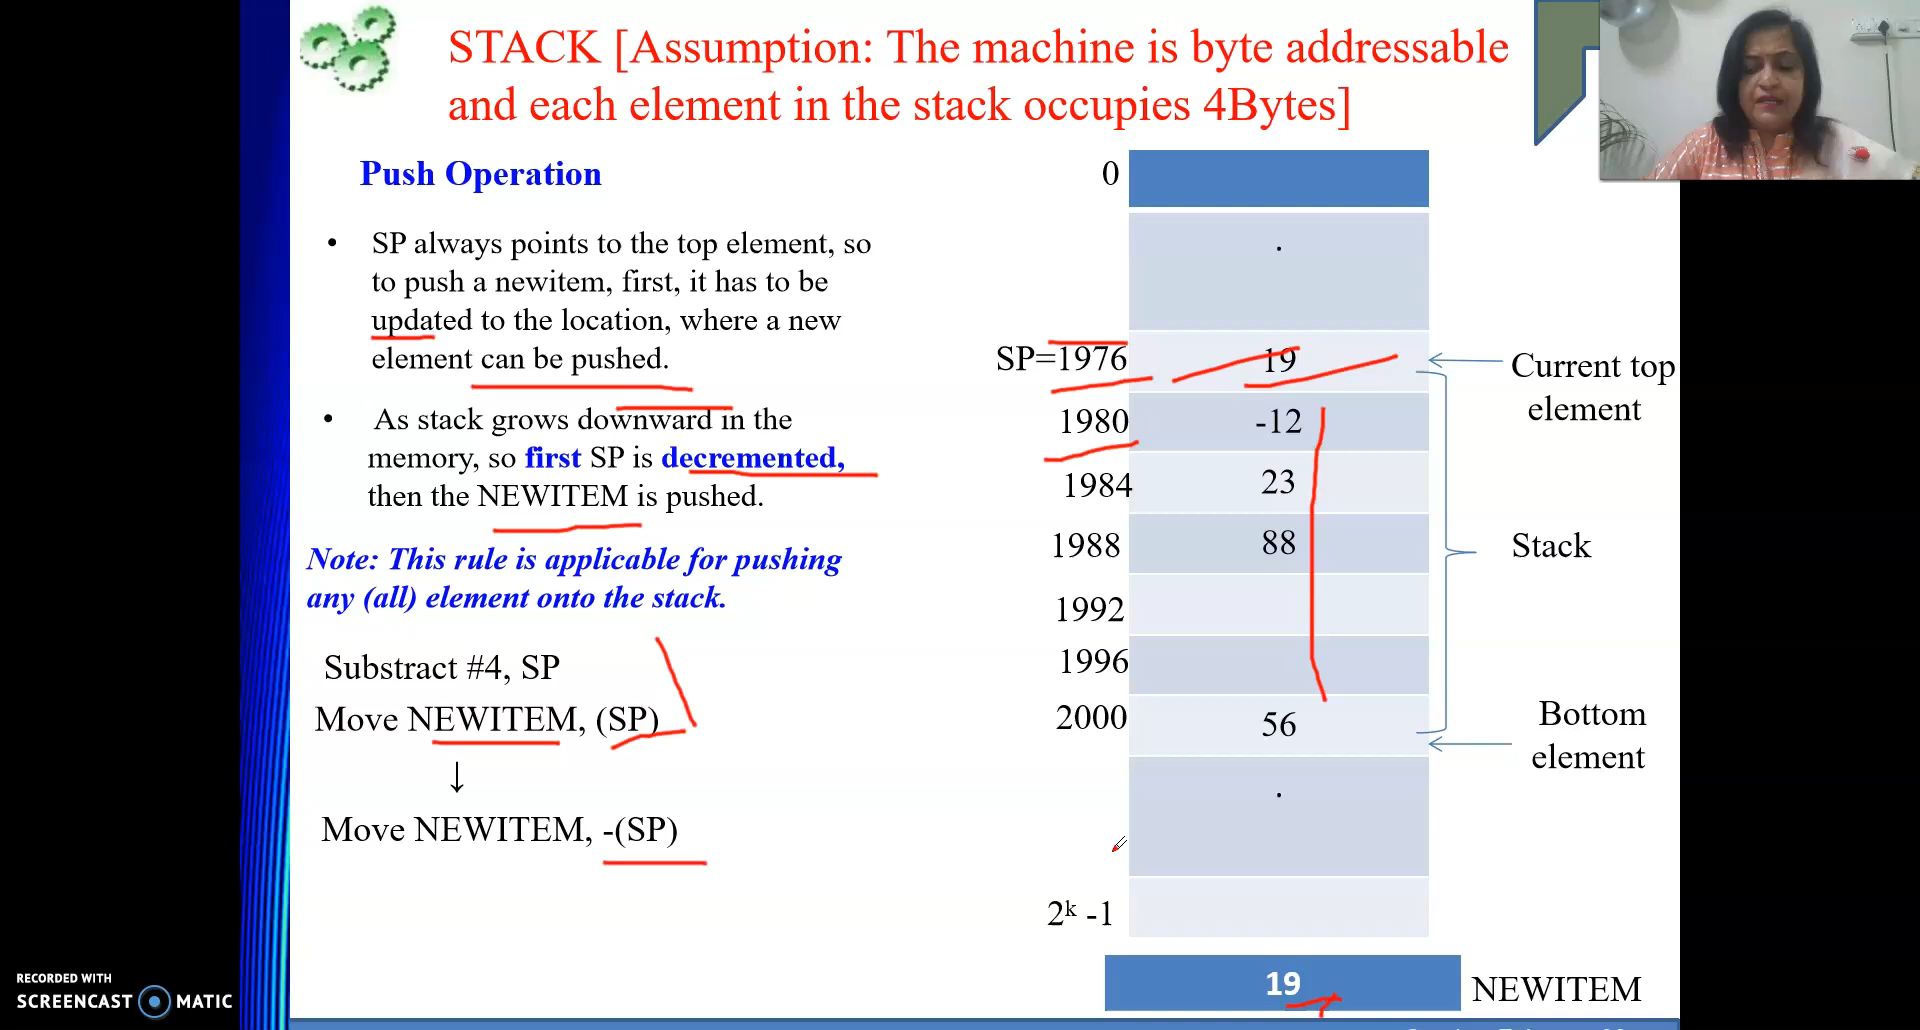 STACK [Assumption: The machine is byte addressable
and each element in the stack occupies 4Bytes]
Push Operation
• SP always points to the top element, so
to push a newitem, first, it has to be
updated to the location, where a new
element can be pushed.
• As stack grows downward in the
memory, so first SP is decremented,
then the NEWITEM is pushed.
Note: This rule is applicable for pushing
any (all) element onto the stack.
Substract #4, SP
Move NEWITEM, (SP)
↓
Move NEWITEM, -(SP)
0
.
SP=1976 19
1980 -12
1984 23
1988 88
1992
1996
2000 56
.
2ᵏ -1
19 NEWITEM
Current top
element
Stack
Bottom
element
RECORDED WITH
SCREENCAST MATIC